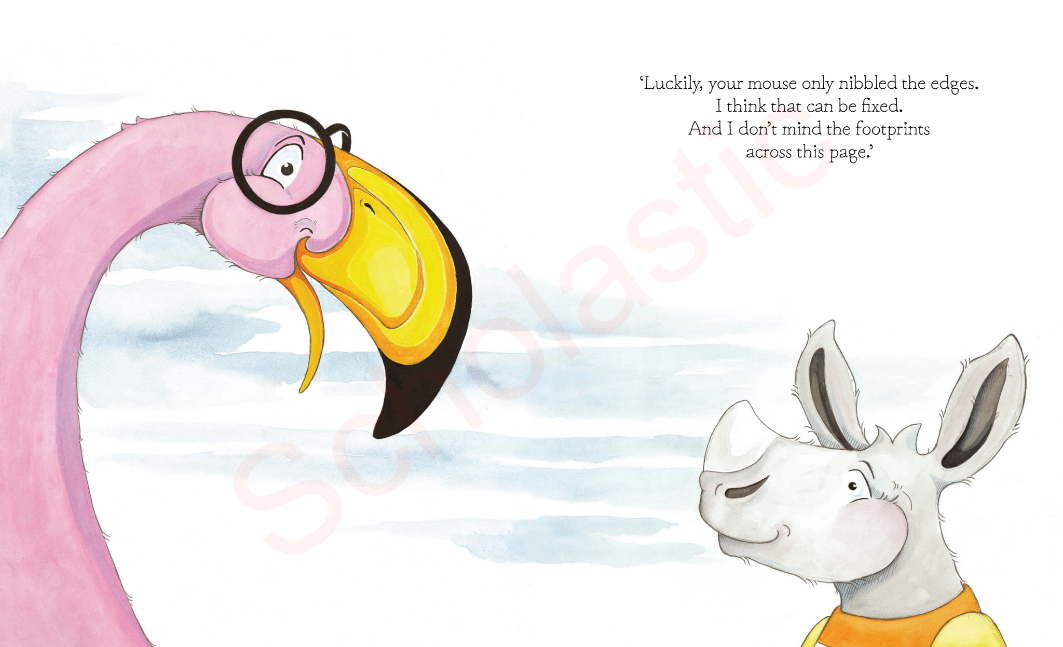 ‘Luckily, your mouse only nibbled the edges.
I think that can be fixed.
And I don’t mind the footprints
across this page.’
Scholastic